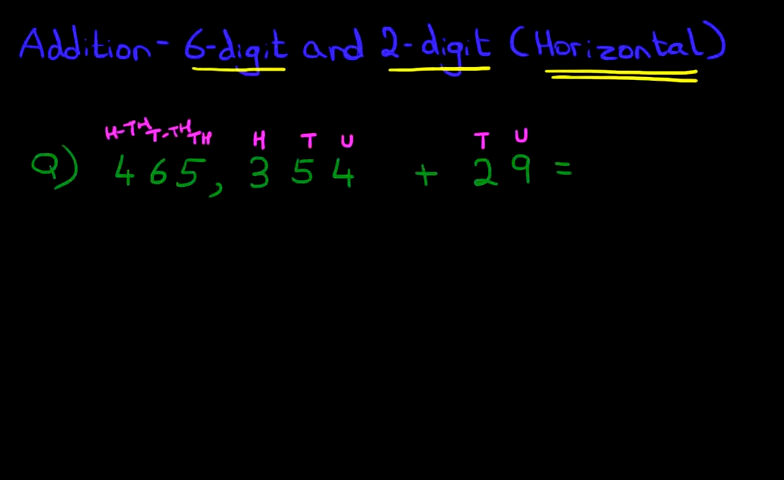 Addition- 6-digit and 2-digit (Horizontal)
H-TH T-TH TH H T U T U
Q) 465,354 + 29 =